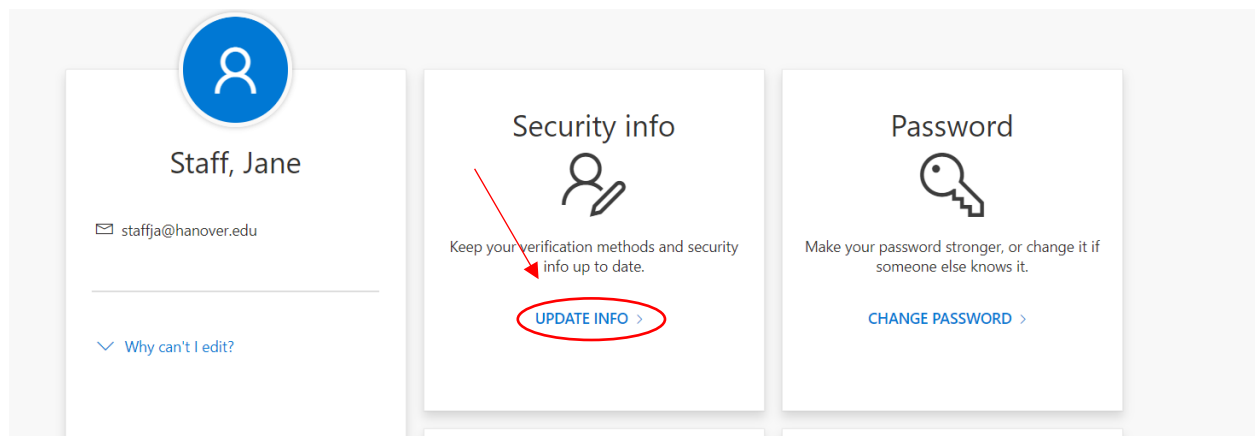 Staff, Jane
staffja@hanover.edu
Why can't I edit?
Security info
Keep your verification methods and security
info up to date.
UPDATE INFO >
Password
Make your password stronger, or change it if
someone else knows it.
CHANGE PASSWORD >